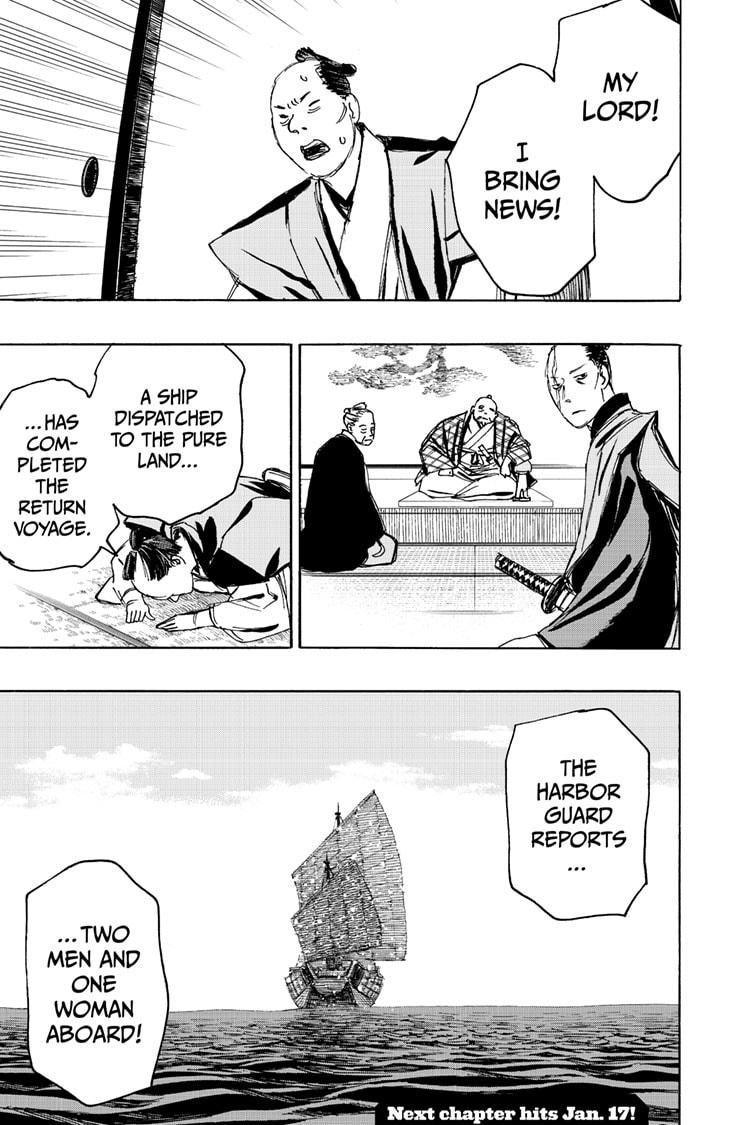 MY
LORD!
I
BRING
NEWS!
A SHIP
DISPATCHED
TO THE PURE
LAND...
...HAS
COM-
PLETED
THE
RETURN
VOYAGE.
THE
HARBOR
GUARD
REPORTS
...
...TWO
MEN AND
ONE
WOMAN
ABOARD!
Next chapter hits Jan. 17!